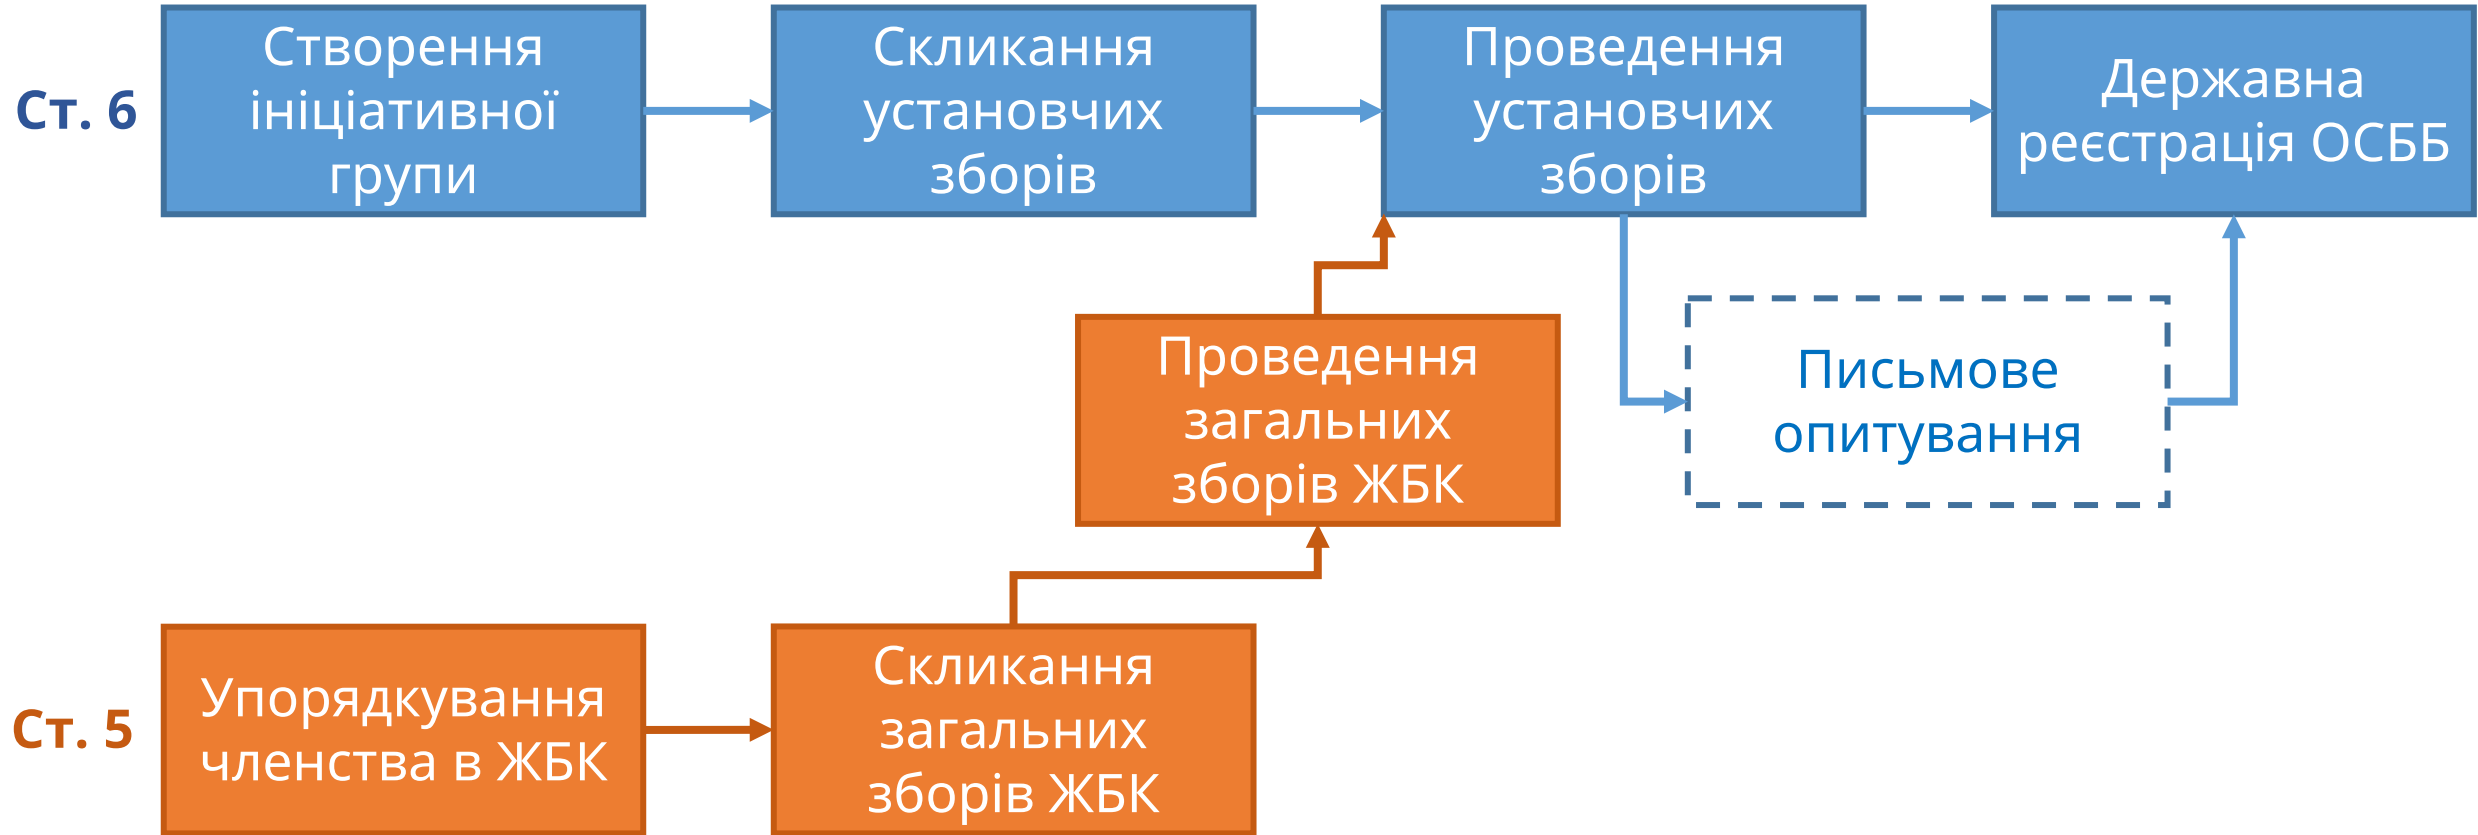 Ст. 6
Створення
ініціативної
групи
Скликання
установчих
зборів
Проведення
установчих
зборів
Державна
реєстрація ОСББ
Проведення
загальних
зборів ЖБК
Письмове
опитування
Ст. 5
Упорядкування
членства в ЖБК
Скликання
загальних
зборів ЖБК